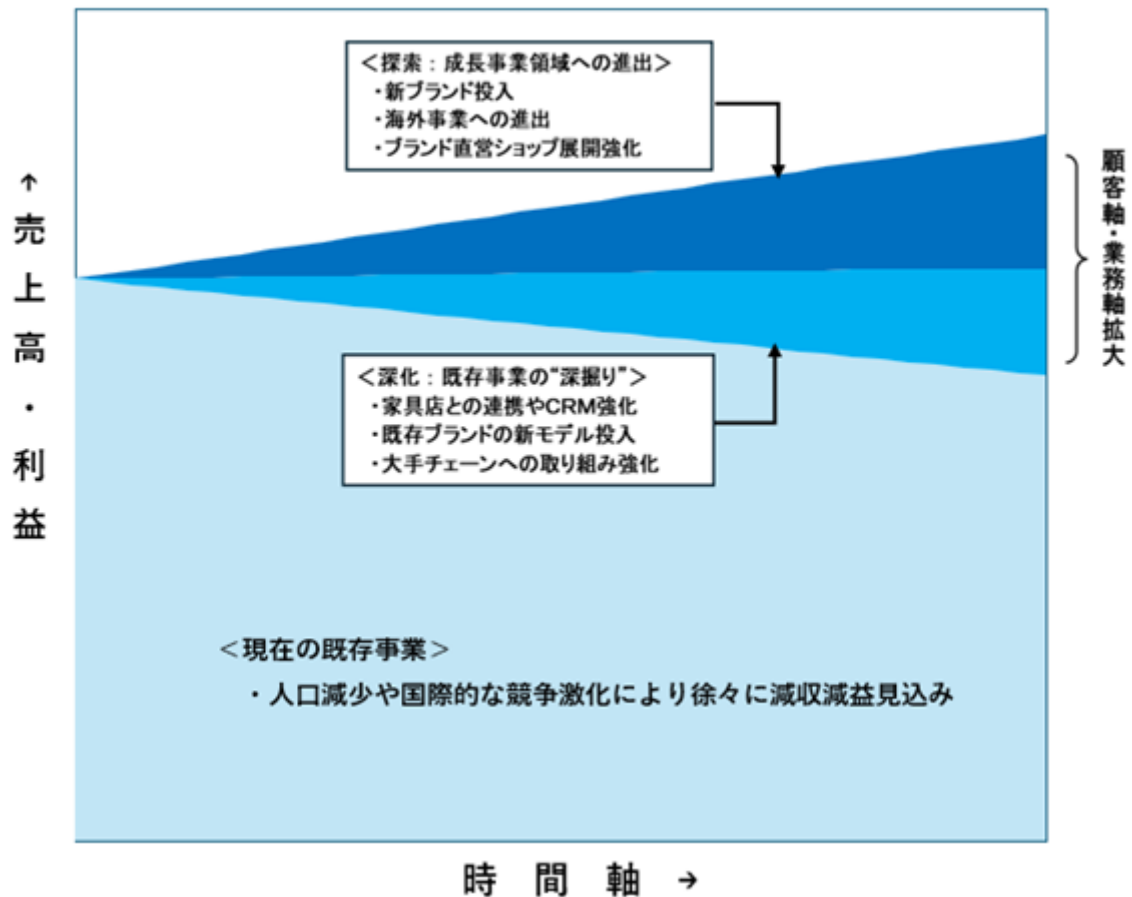 <探索：成長事業領域への進出>
・新ブランド投入
・海外事業への進出
・ブランド直営ショップ展開強化
↑売上高・利益
顧客軸・業務軸拡大
<深化：既存事業の“深掘り”>
・家具店との連携やCRM強化
・既存ブランドの新モデル投入
・大手チェーンへの取り組み強化
＜現在の既存事業＞
・人口減少や国際的な競争激化により徐々に減収減益見込み
時間軸→